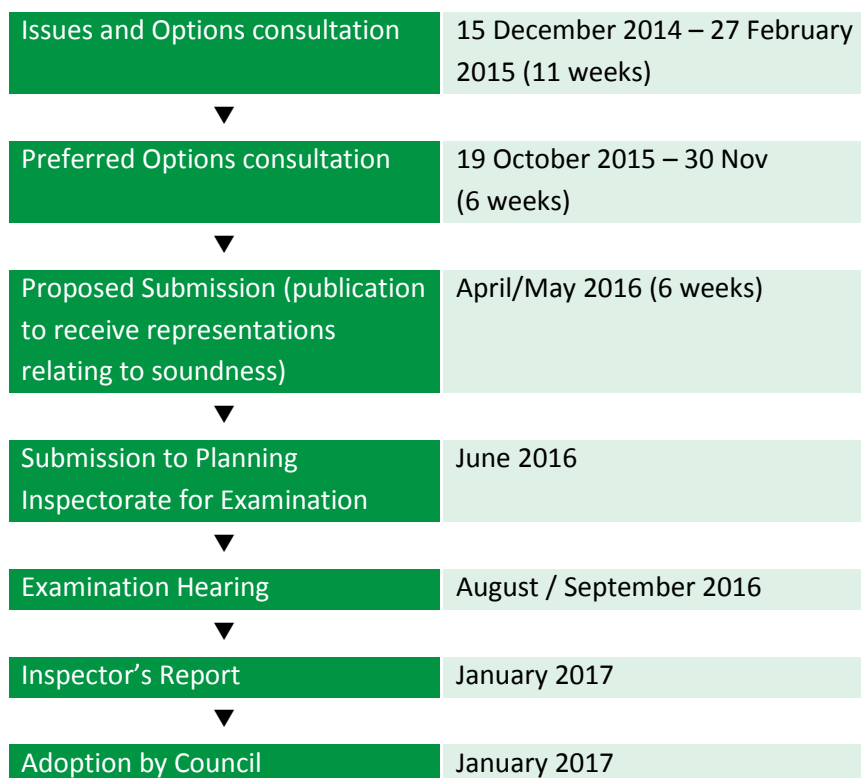 Issues and Options consultation
15 December 2014 – 27 February
2015 (11 weeks)
▼
Preferred Options consultation
19 October 2015 – 30 Nov
(6 weeks)
▼
Proposed Submission (publication
to receive representations
relating to soundness)
April/May 2016 (6 weeks)
▼
Submission to Planning
Inspectorate for Examination
June 2016
▼
Examination Hearing
August / September 2016
▼
Inspector’s Report
January 2017
▼
Adoption by Council
January 2017